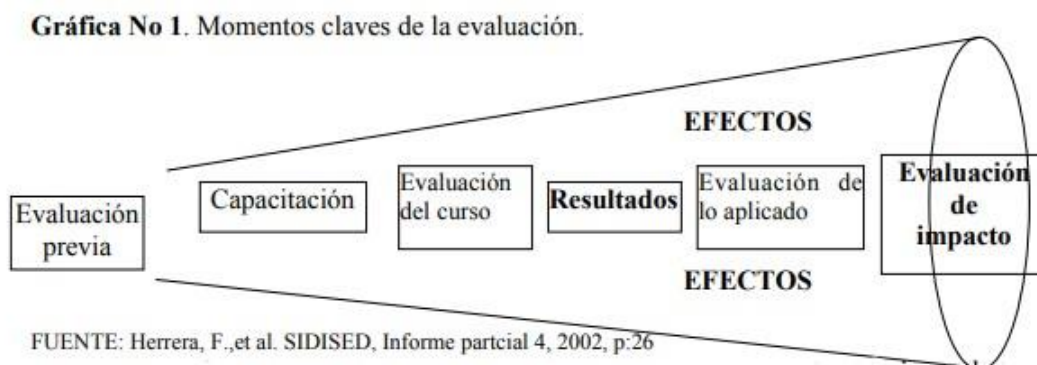 Gráfica No 1. Momentos claves de la evaluación.
EFECTOS
Evaluación
previa
Capacitación
Evaluación
del curso
Resultados
Evaluación de
lo aplicado
Evaluación
de
impacto
EFECTOS
FUENTE: Herrera, F.,et al. SIDISED, Informe partcial 4, 2002, p:26